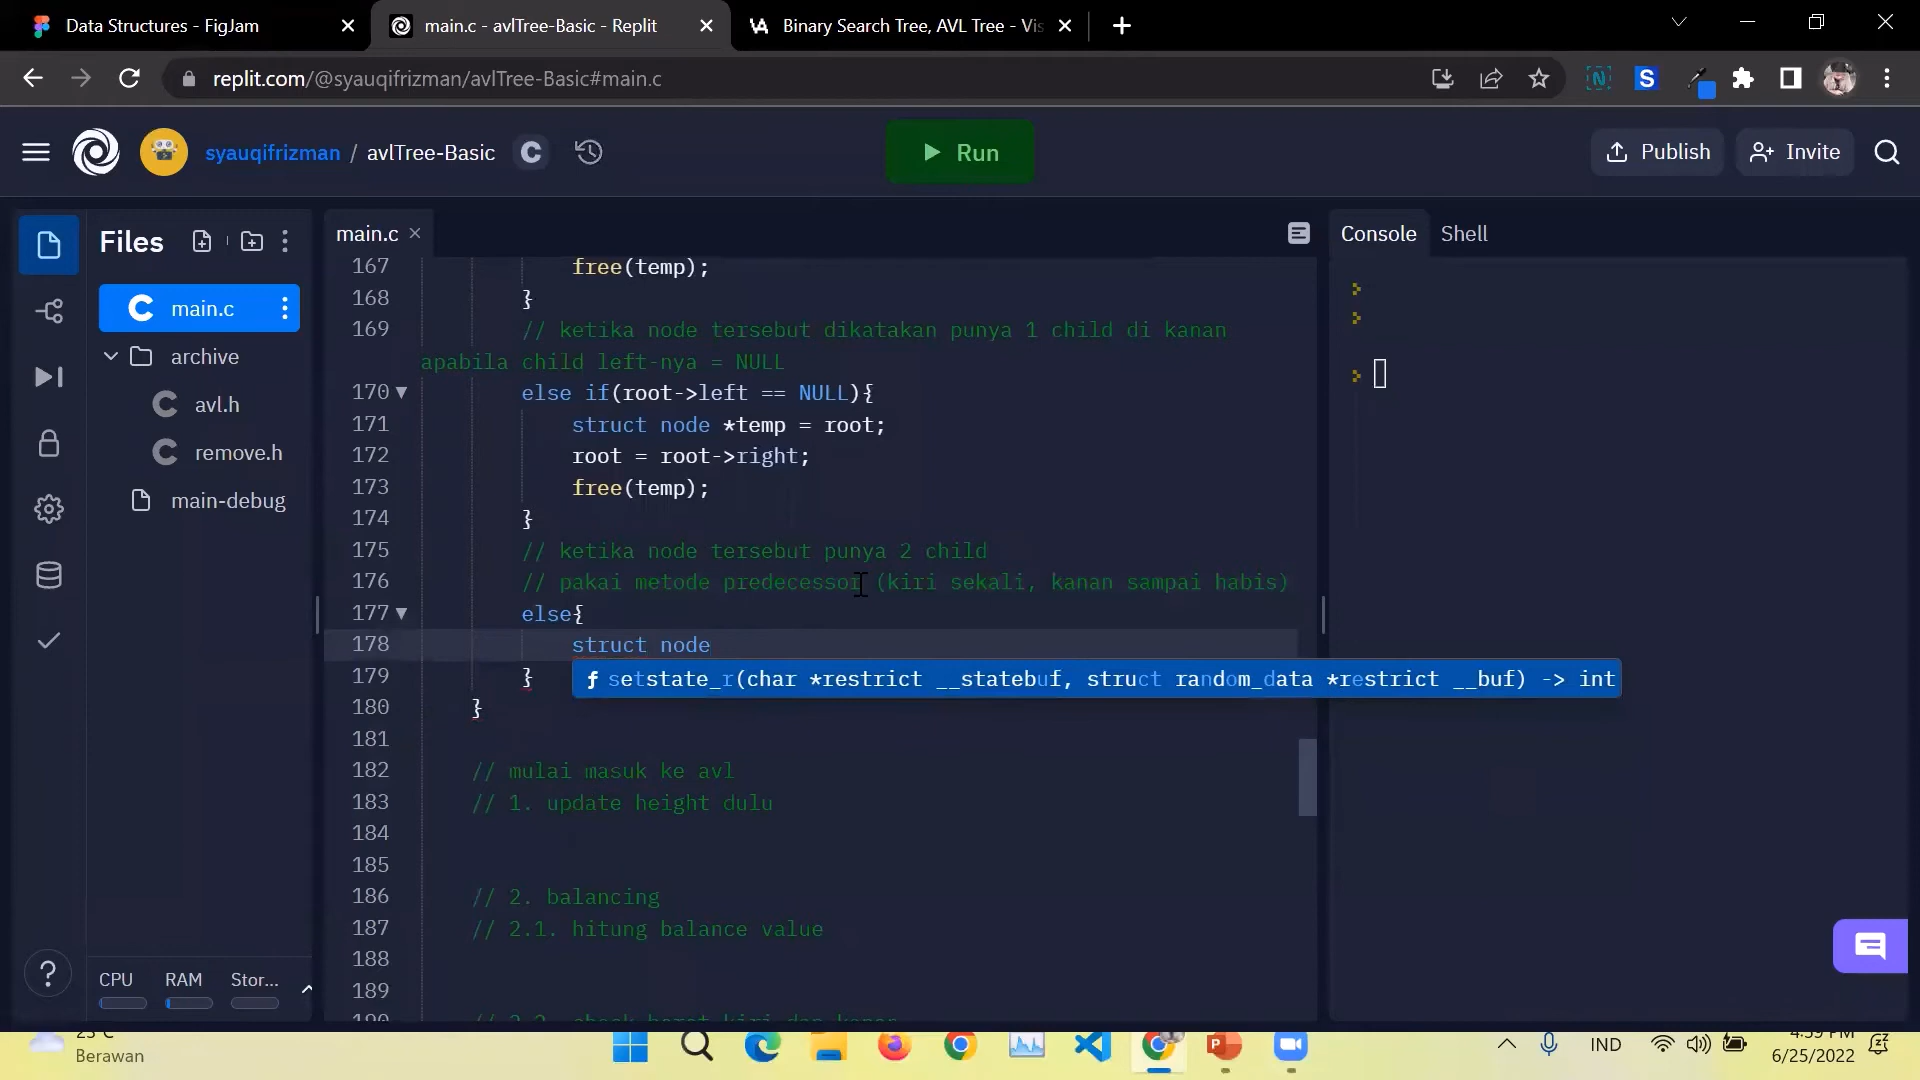 Data Structures - FigJam
main.c - avlTree-Basic - Replit
Binary Search Tree, AVL Tree - Vis
replit.com/@syauqifrizman/avlTree-Basic#main.c
syauqifrizman / avlTree-Basic
C
Run
Publish
Invite
Files
main.c
archive
avl.h
remove.h
main-debug
CPU RAM Stor...
main.c
167 free(temp);
168 }
169 // ketika node tersebut dikatakan punya 1 child di kanan
apabila child left-nya = NULL
170 else if(root->left == NULL){
171 struct node *temp = root;
172 root = root->right;
173 free(temp);
174 }
175 // ketika node tersebut punya 2 child
176 // pakai metode predecessor (kiri sekali, kanan sampai habis)
177 else{
178 struct node
179 }
f setstate_r(char *restrict __statebuf, struct random_data *restrict __buf) -> int
180 }
181
182 // mulai masuk ke avl
183 // 1. update height dulu
184
185
186 // 2. balancing
187 // 2.1. hitung balance value
188
189
Console Shell
23°C
Berawan
IND
4:59 PM
6/25/2022